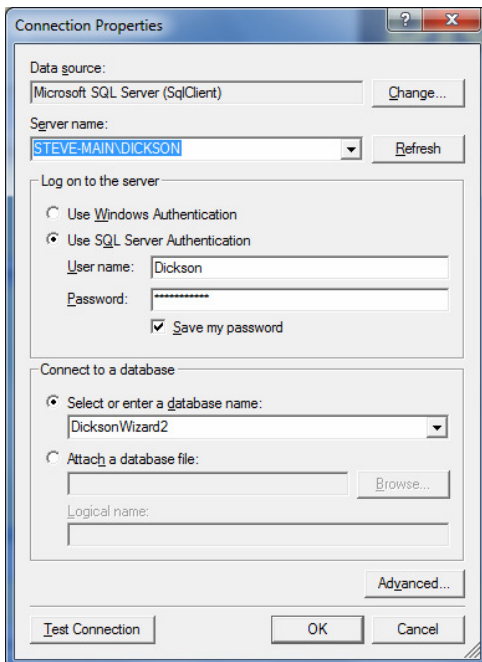 Connection Properties
?
X
Data source:
Microsoft SQL Server (SqlClient)
Change...
Server name:
STEVE-MAIN\DICKSON
Refresh
Log on to the server
Use Windows Authentication
Use SQL Server Authentication
User name:
Dickson
Password:
***********
Save my password
Connect to a database
Select or enter a database name:
DicksonWizard2
Attach a database file:
Browse...
Logical name:
Advanced...
Test Connection
OK
Cancel